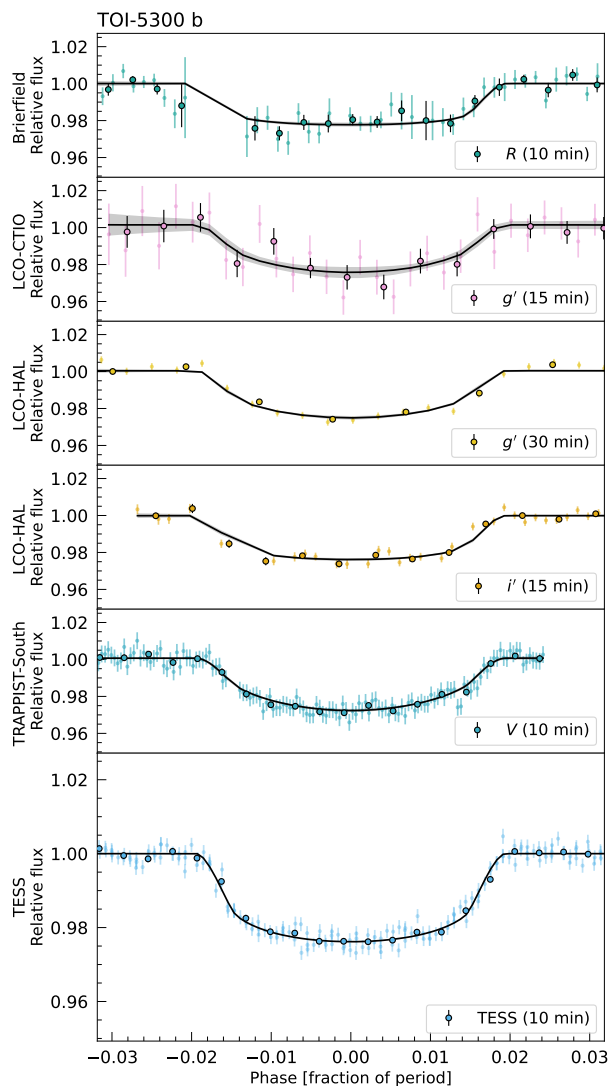 TOI-5300 b
1.02
1.00
0.98
0.96
Brierfield
Relative flux
R (10 min)
1.02
1.00
0.98
0.96
LCO-CTIO
Relative flux
g′ (15 min)
1.02
1.00
0.98
0.96
LCO-HAL
Relative flux
g′ (30 min)
1.02
1.00
0.98
0.96
LCO-HAL
Relative flux
i′ (15 min)
1.02
1.00
0.98
0.96
TRAPPIST-South
Relative flux
V (10 min)
1.02
1.00
0.98
0.96
TESS
Relative flux
TESS (10 min)
−0.03 −0.02 −0.01 0.00 0.01 0.02 0.03
Phase [fraction of period]